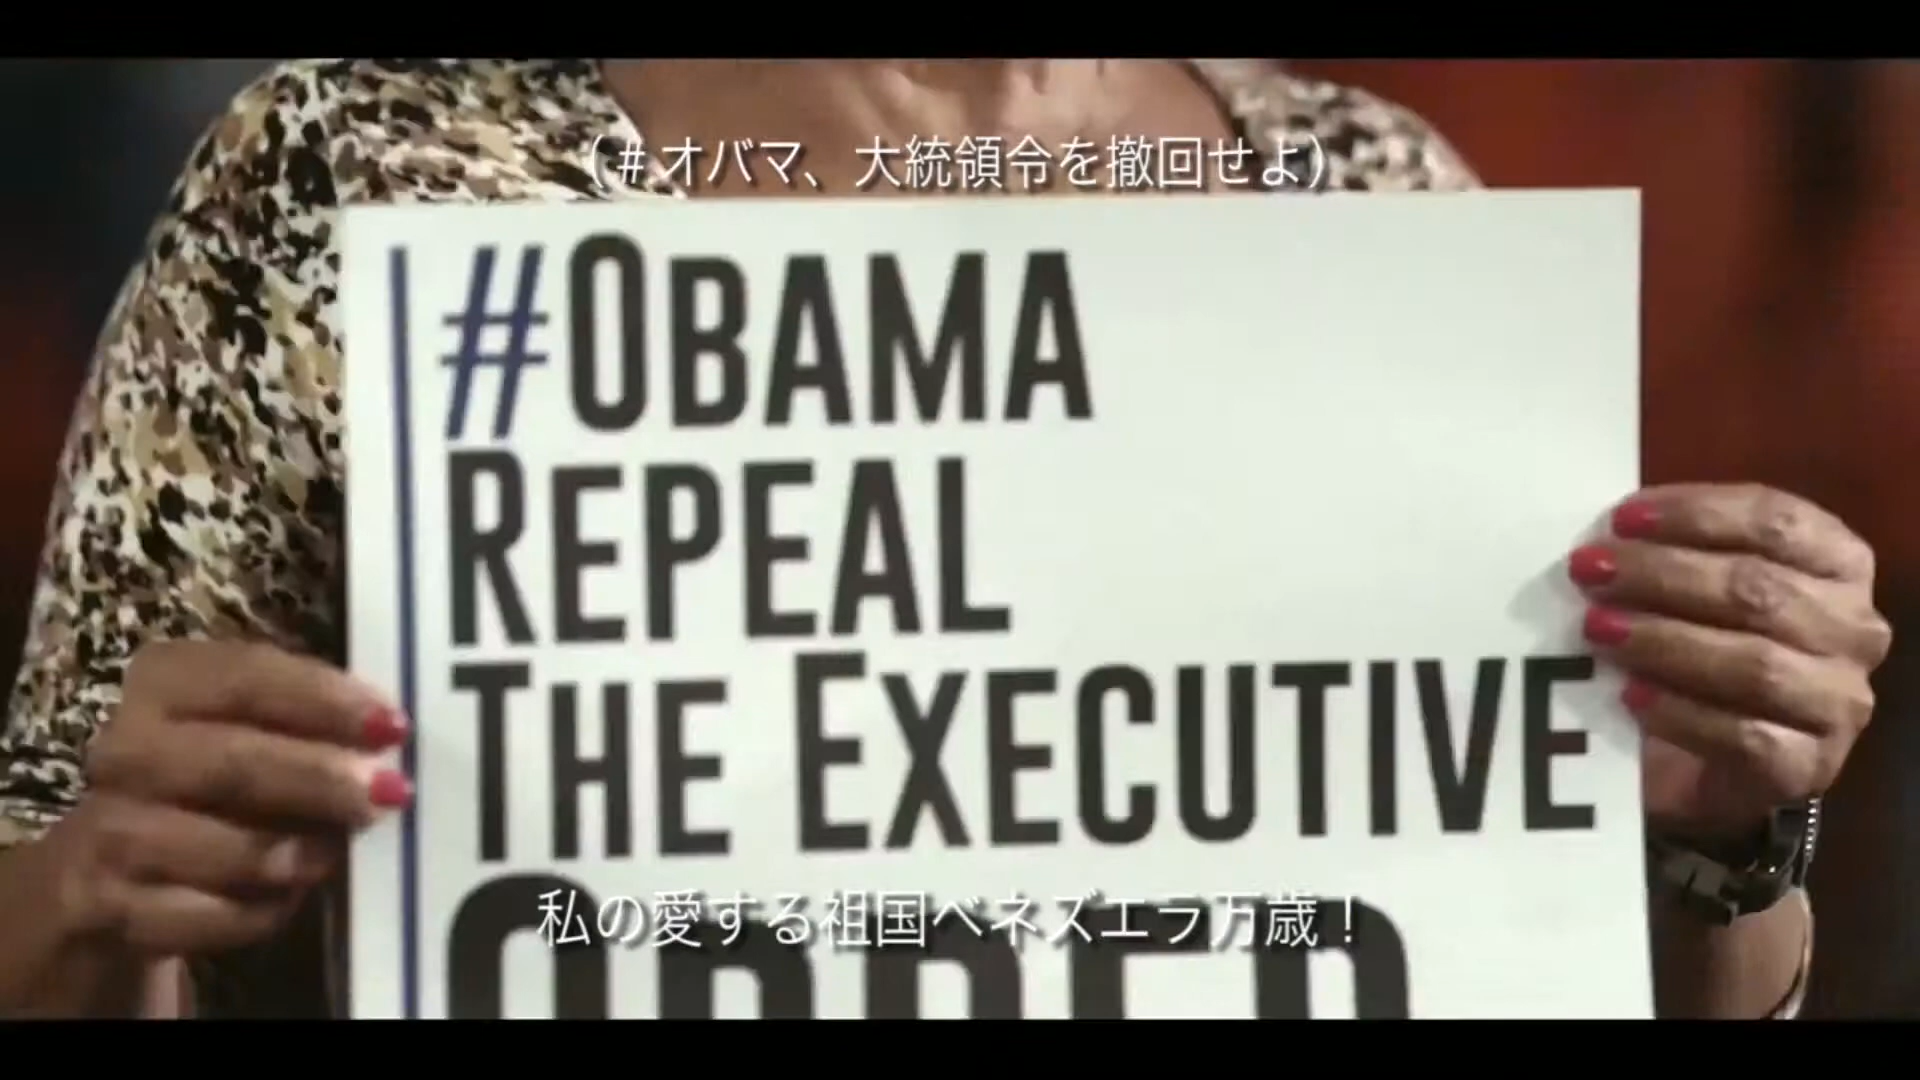 （＃オバマ、大統領令を撤回せよ）
#OBAMA
REPEAL
THE EXECUTIVE
ORDER
私の愛する祖国ベネズエラ万歳！